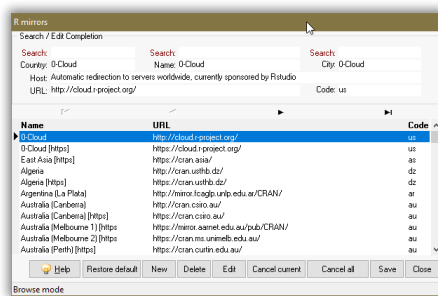 R mirrors
Search / Edit Completion
Search: Search: Search:
Country: 0-Cloud Name: 0-Cloud City: 0-Cloud
Host: Automatic redirection to servers worldwide, currently sponsored by Rstudio
URL: http://cloud.r-project.org/ Code: us
Name URL Code
0-Cloud http://cloud.r-project.org/ us
0-Cloud [https] https://cloud.r-project.org/ us
East Asia [https] https://cran.asia/ as
Algeria http://cran.usthb.dz/ dz
Algeria [https] https://cran.usthb.dz/ dz
Argentina (La Plata) http://mirror.fcaglp.unlp.edu.ar/CRAN/ ar
Australia (Canberra) http://cran.csiro.au/ au
Australia (Canberra) [https] https://cran.csiro.au/ au
Australia (Melbourne 1) [https https://mirror.aarnet.edu.au/pub/CRAN/ au
Australia (Melbourne 2) [https https://cran.ms.unimelb.edu.au/ au
Australia (Perth) [https] https://cran.curtin.edu.au/ au
Help Restore default New Delete Edit Cancel current Cancel all Save Close
Browse mode